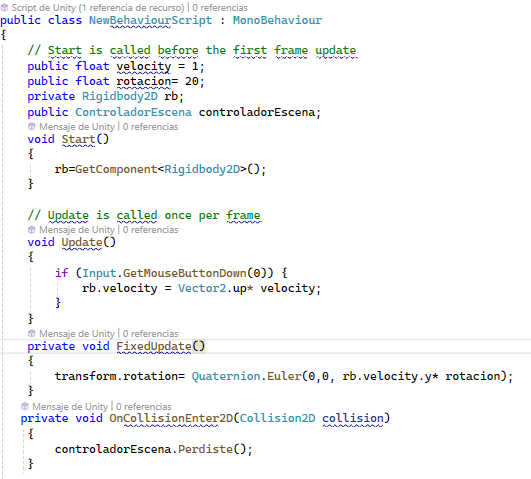 Script de Unity (1 referencia de recurso) | 0 referencias
public class NewBehaviourScript : MonoBehaviour
{
// Start is called before the first frame update
public float velocity = 1;
public float rotacion= 20;
private Rigidbody2D rb;
public ControladorEscena controladorEscena;
Mensaje de Unity | 0 referencias
void Start()
{
rb=GetComponent<Rigidbody2D>();
}
// Update is called once per frame
Mensaje de Unity | 0 referencias
void Update()
{
if (Input.GetMouseButtonDown(0)) {
rb.velocity = Vector2.up* velocity;
}
}
Mensaje de Unity | 0 referencias
private void FixedUpdate()
{
transform.rotation= Quaternion.Euler(0,0, rb.velocity.y* rotacion);
}
Mensaje de Unity | 0 referencias
private void OnCollisionEnter2D(Collision2D collision)
{
controladorEscena.Perdiste();
}